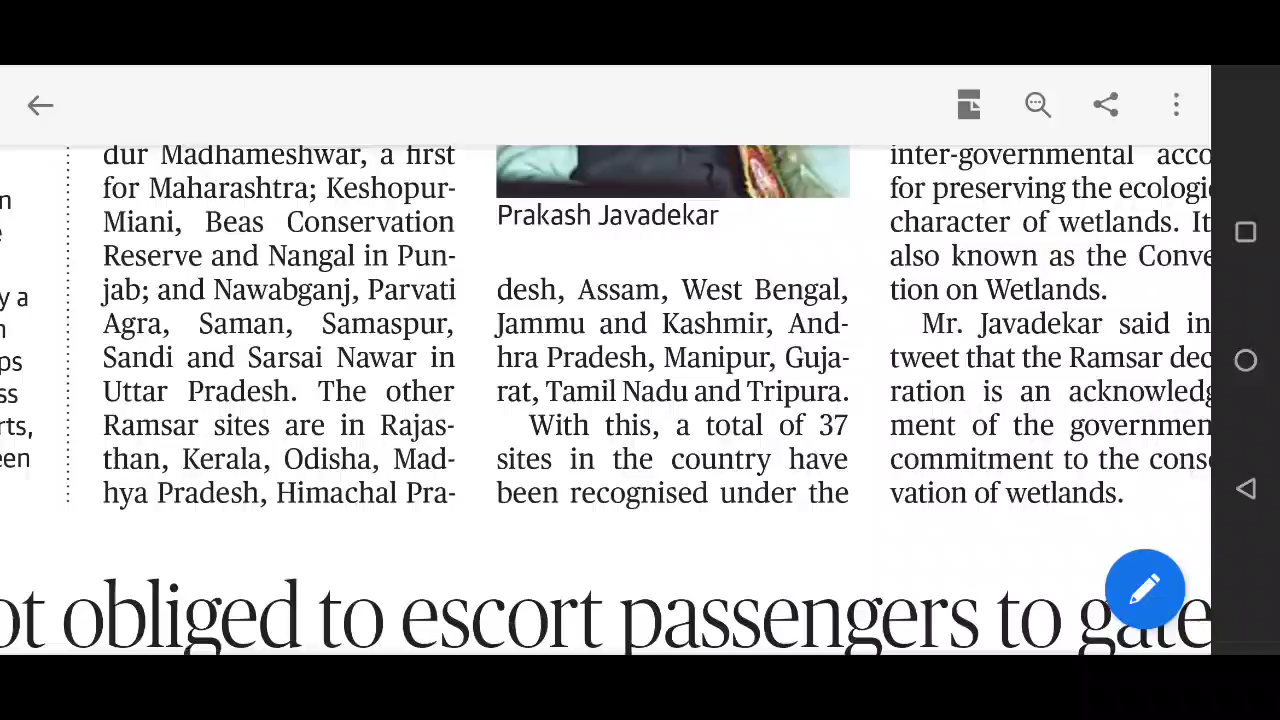 n
e
y a
n
ps
ss
rts,
een
dur Madhameshwar, a first
for Maharashtra; Keshopur-
Miani, Beas Conservation
Reserve and Nangal in Pun-
jab; and Nawabganj, Parvati
Agra, Saman, Samaspur,
Sandi and Sarsai Nawar in
Uttar Pradesh. The other
Ramsar sites are in Rajas-
than, Kerala, Odisha, Mad-
hya Pradesh, Himachal Pra-
Prakash Javadekar
desh, Assam, West Bengal,
Jammu and Kashmir, And-
hra Pradesh, Manipur, Guja-
rat, Tamil Nadu and Tripura.
With this, a total of 37
sites in the country have
been recognised under the
inter-governmental acco
for preserving the ecologi
character of wetlands. It
also known as the Conve
tion on Wetlands.
Mr. Javadekar said in
tweet that the Ramsar dec
ration is an acknowledg
ment of the governmen
commitment to the cons
vation of wetlands.
ot obliged to escort passengers to gate